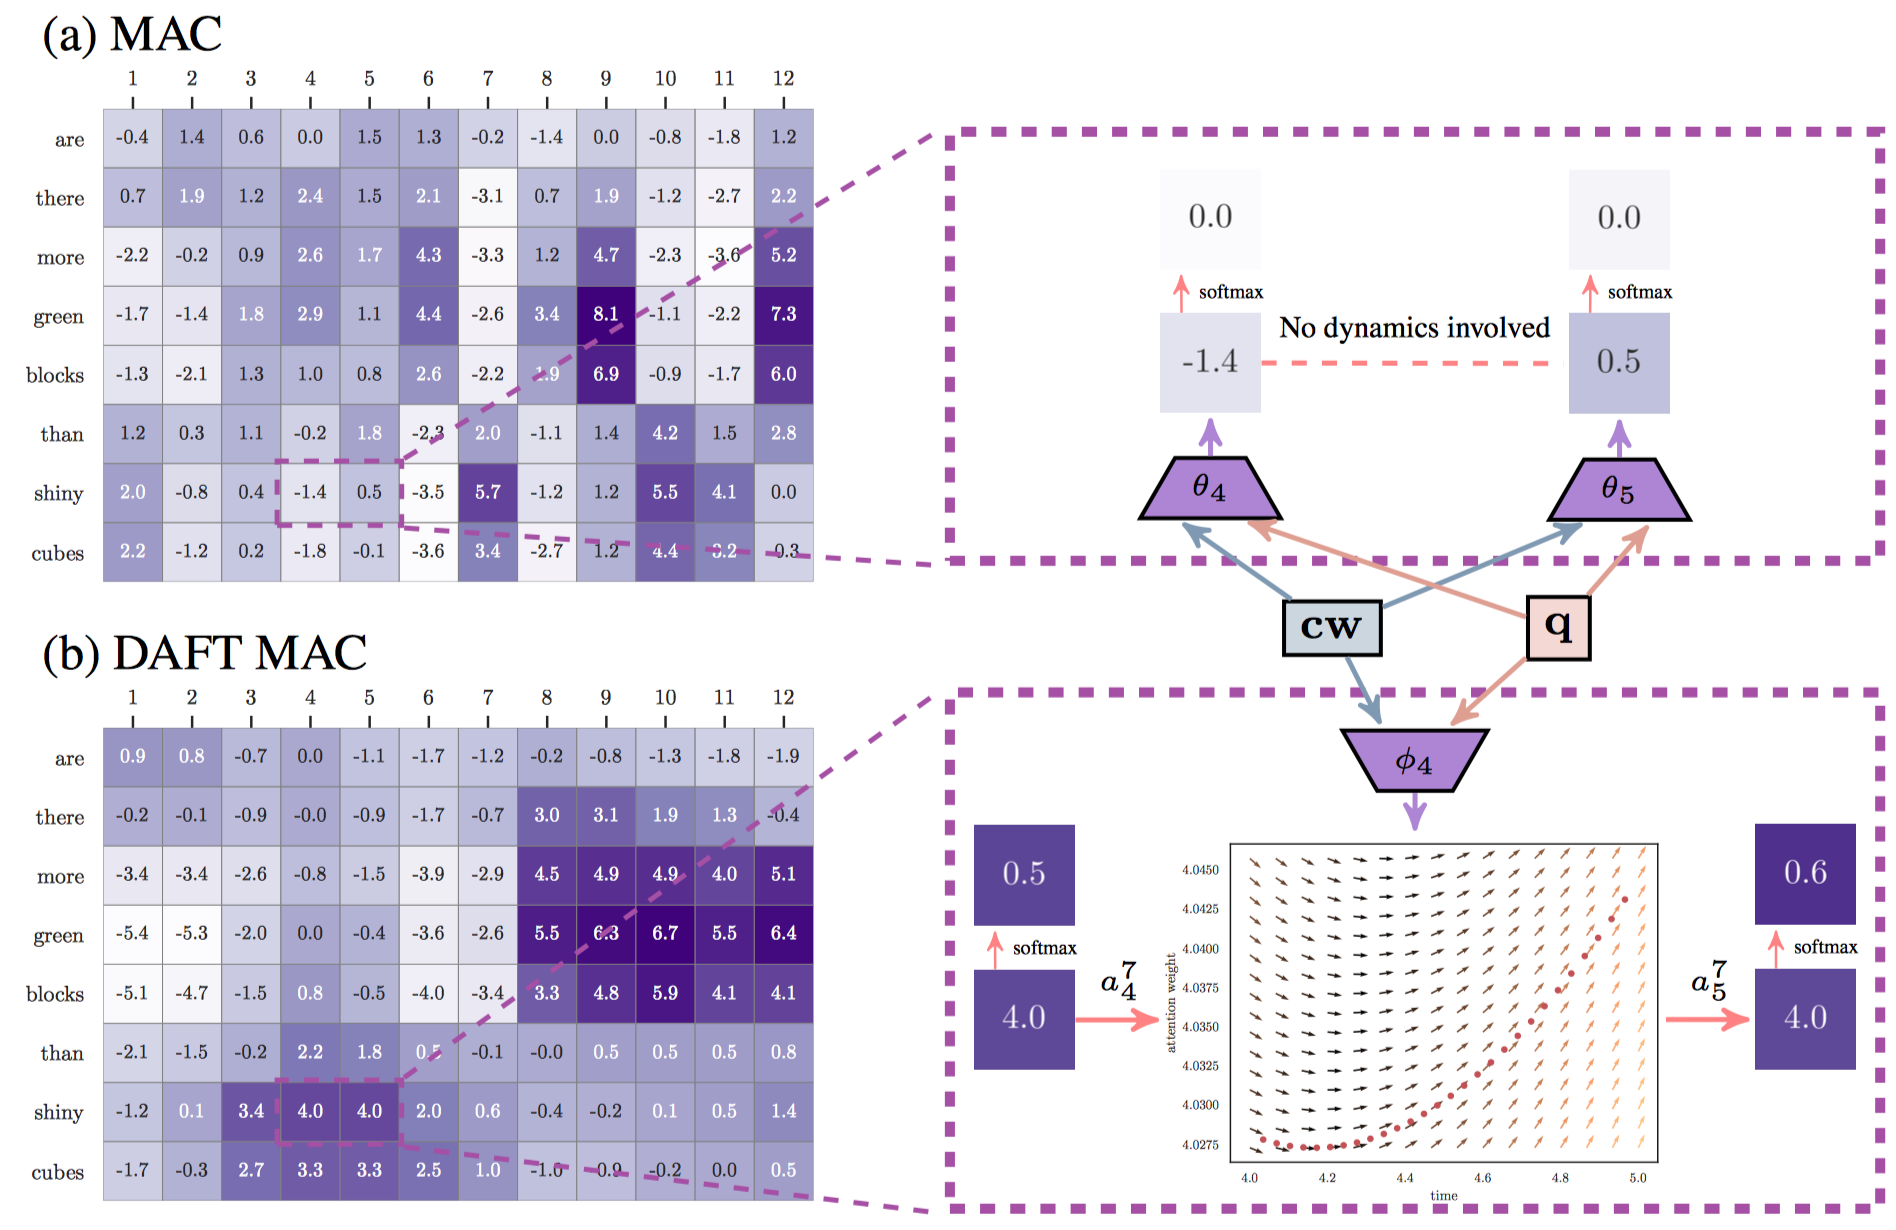 (a) MAC
1 2 3 4 5 6 7 8 9 10 11 12
are -0.4 1.4 0.6 0.0 1.5 1.3 -0.2 -1.4 0.0 -0.8 -1.8 1.2
there 0.7 1.9 1.2 2.4 1.5 2.1 -3.1 0.7 1.9 -1.2 -2.7 2.2
more -2.2 -0.2 0.9 2.6 1.7 4.3 -3.3 1.2 4.7 -2.3 -3.6 5.2
green -1.7 -1.4 1.8 2.9 1.1 4.4 -2.6 3.4 8.1 -1.1 -2.2 7.3
blocks -1.3 -2.1 1.3 1.0 0.8 2.6 -2.2 1.9 6.9 -0.9 -1.7 6.0
than 1.2 0.3 1.1 -0.2 1.8 -2.3 2.0 -1.1 1.4 4.2 1.5 2.8
shiny 2.0 -0.8 0.4 -1.4 0.5 -3.5 5.7 -1.2 1.2 5.5 4.1 0.0
cubes 2.2 -1.2 0.2 -1.8 -0.1 -3.6 3.4 -2.7 1.2 4.4 3.2 -0.3
0.0 0.0
softmax softmax
No dynamics involved
-1.4 0.5
θ4 θ5
cw q
(b) DAFT MAC
1 2 3 4 5 6 7 8 9 10 11 12
are 0.9 0.8 -0.7 0.0 -1.1 -1.7 -1.2 -0.2 -0.8 -1.3 -1.8 -1.9
there -0.2 -0.1 -0.9 -0.0 -0.9 -1.7 -0.7 3.0 3.1 1.9 1.3 -0.4
more -3.4 -3.4 -2.6 -0.8 -1.5 -3.9 -2.9 4.5 4.9 4.9 4.0 5.1
green -5.4 -5.3 -2.0 0.0 -0.4 -3.6 -2.6 5.5 6.3 6.7 5.5 6.4
blocks -5.1 -4.7 -1.5 0.8 -0.5 -4.0 -3.4 3.3 4.8 5.9 4.1 4.1
than -2.1 -1.5 -0.2 2.2 1.8 0.5 -0.1 -0.0 0.5 0.5 0.5 0.8
shiny -1.2 0.1 3.4 4.0 4.0 2.0 0.6 -0.4 -0.2 0.1 0.5 1.4
cubes -1.7 -0.3 2.7 3.3 3.3 2.5 1.0 -1.0 -0.9 -0.2 0.0 0.5
ϕ4
0.5
softmax
4.0
a_4^7
attention weight
4.0450
4.0425
4.0400
4.0375
4.0350
4.0325
4.0300
4.0275
4.0 4.2 4.4 4.6 4.8 5.0
time
a_5^7
0.6
softmax
4.0